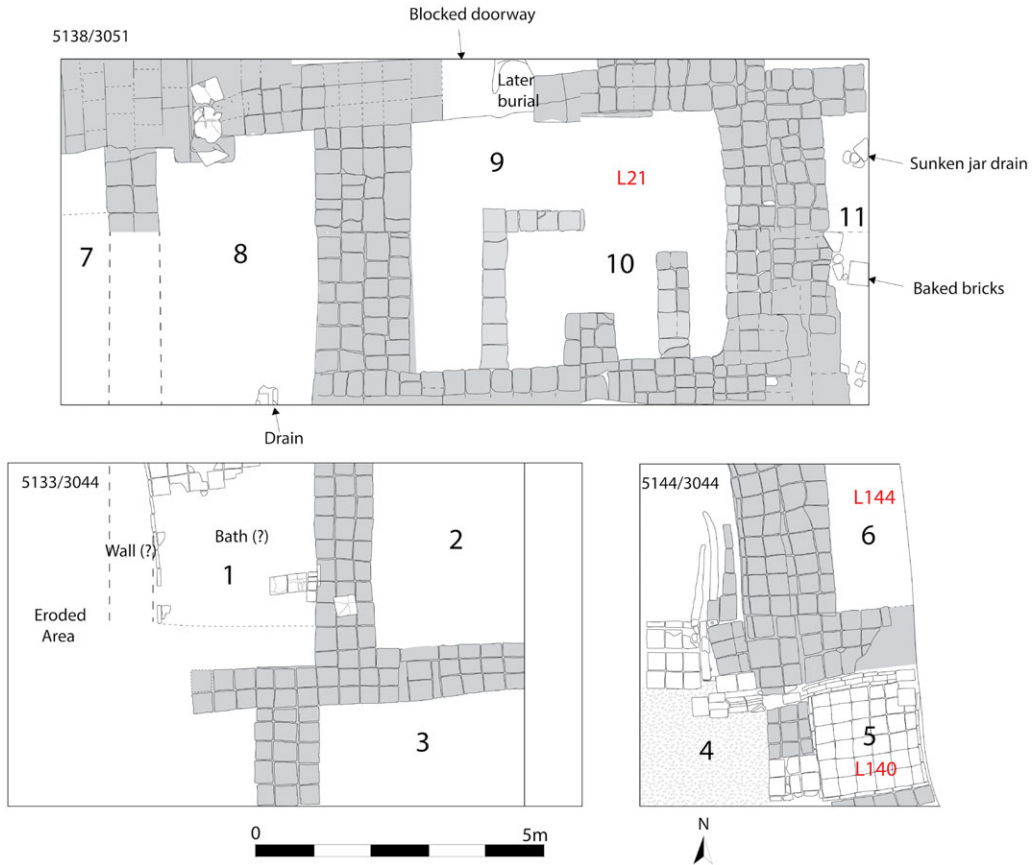 Blocked doorway
5138/3051
Later
burial
9
L21
Sunken jar drain
11
7
8
10
Baked bricks
Drain
5133/3044
5144/3044
L144
2
6
Bath (?)
Wall (?)
1
Eroded
Area
3
4
5
L140
0
5m
N